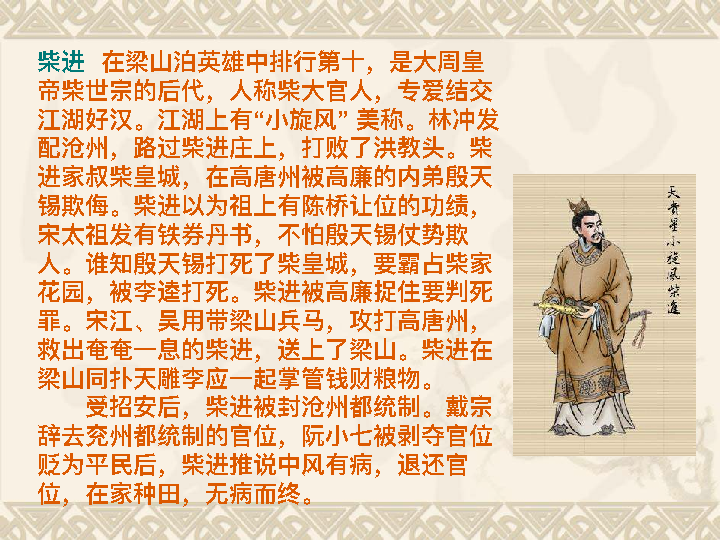 柴进 在梁山泊英雄中排行第十，是大周皇
帝柴世宗的后代，人称柴大官人，专爱结交
江湖好汉。江湖上有“小旋风” 美称。林冲发
配沧州，路过柴进庄上，打败了洪教头。柴
进家叔柴皇城，在高唐州被高廉的内弟殷天
锡欺侮。柴进以为祖上有陈桥让位的功绩，
宋太祖发有铁券丹书，不怕殷天锡仗势欺
人。谁知殷天锡打死了柴皇城，要霸占柴家
花园，被李逵打死。柴进被高廉捉住要判死
罪。宋江、吴用带梁山兵马，攻打高唐州，
救出奄奄一息的柴进，送上了梁山。柴进在
梁山同扑天雕李应一起掌管钱财粮物。
受招安后，柴进被封沧州都统制。戴宗
辞去兖州都统制的官位，阮小七被剥夺官位
贬为平民后，柴进推说中风有病，退还官
位，在家种田，无病而终。
天貴星小旋風柴進